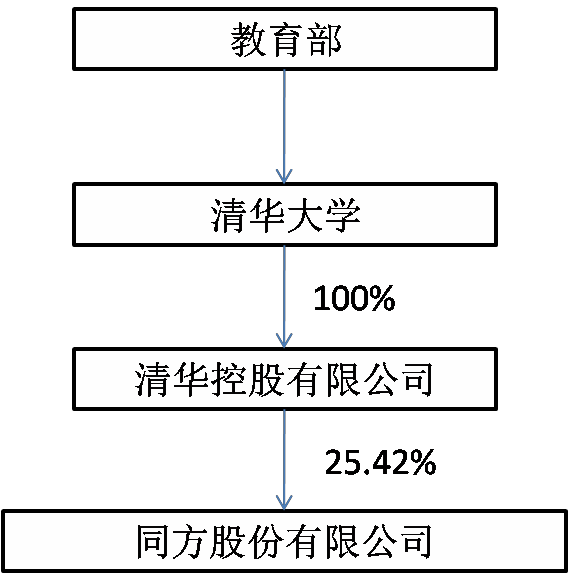 教育部
清华大学
100%
清华控股有限公司
25.42%
同方股份有限公司